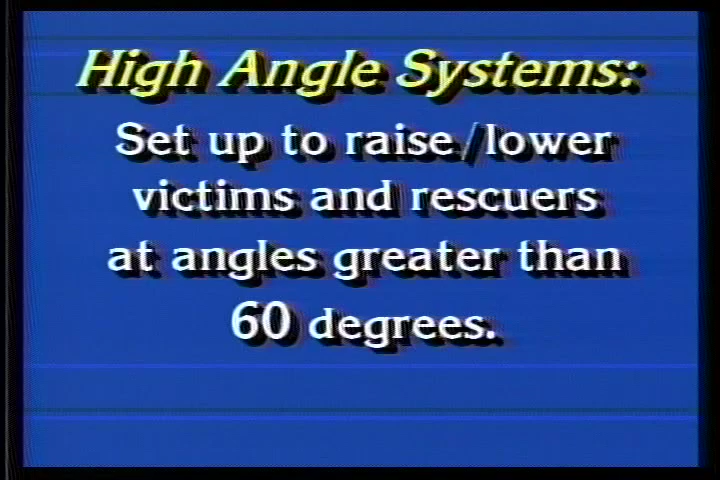 High Angle Systems:
Set up to raise/lower
victims and rescuers
at angles greater than
60 degrees.